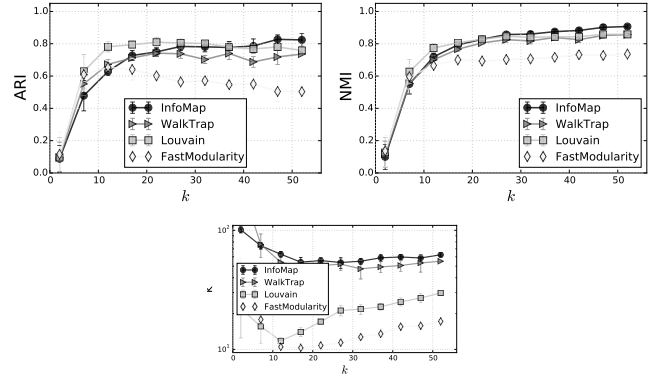 1.0
0.8
0.6
0.4
0.2
0.0
ARI
InfoMap
WalkTrap
Louvain
FastModularity
0 10 20 30 40 50
k
1.0
0.8
0.6
0.4
0.2
0.0
NMI
InfoMap
WalkTrap
Louvain
FastModularity
0 10 20 30 40 50
k
10²
10¹
κ
InfoMap
WalkTrap
Louvain
FastModularity
0 10 20 30 40 50
k